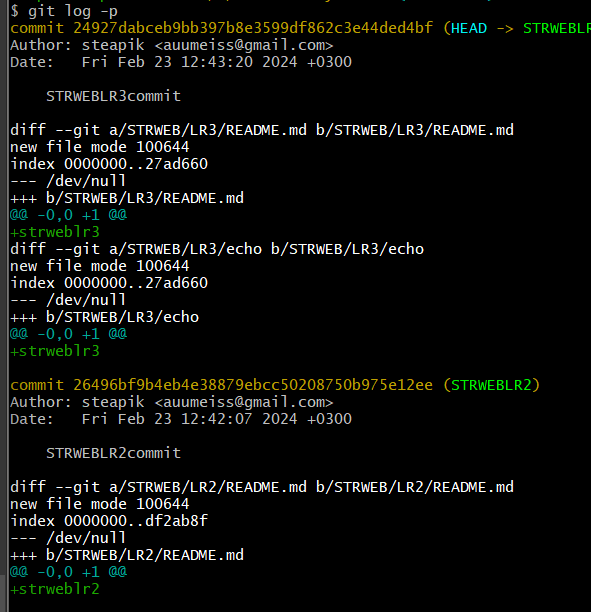 $ git log -p
commit 24927dabceb9bb397b8e3599df862c3e44ded4bf (HEAD -> STRWEBLR
Author: steapik <auumeiss@gmail.com>
Date:   Fri Feb 23 12:43:20 2024 +0300
    STRWEBLR3commit
diff --git a/STRWEB/LR3/README.md b/STRWEB/LR3/README.md
new file mode 100644
index 0000000..27ad660
--- /dev/null
+++ b/STRWEB/LR3/README.md
@@ -0,0 +1 @@
+strweblr3
diff --git a/STRWEB/LR3/echo b/STRWEB/LR3/echo
new file mode 100644
index 0000000..27ad660
--- /dev/null
+++ b/STRWEB/LR3/echo
@@ -0,0 +1 @@
+strweblr3
commit 26496bf9b4eb4e38879ebcc50208750b975e12ee (STRWEBLR2)
Author: steapik <auumeiss@gmail.com>
Date:   Fri Feb 23 12:42:07 2024 +0300
    STRWEBLR2commit
diff --git a/STRWEB/LR2/README.md b/STRWEB/LR2/README.md
new file mode 100644
index 0000000..df2ab8f
--- /dev/null
+++ b/STRWEB/LR2/README.md
@@ -0,0 +1 @@
+strweblr2